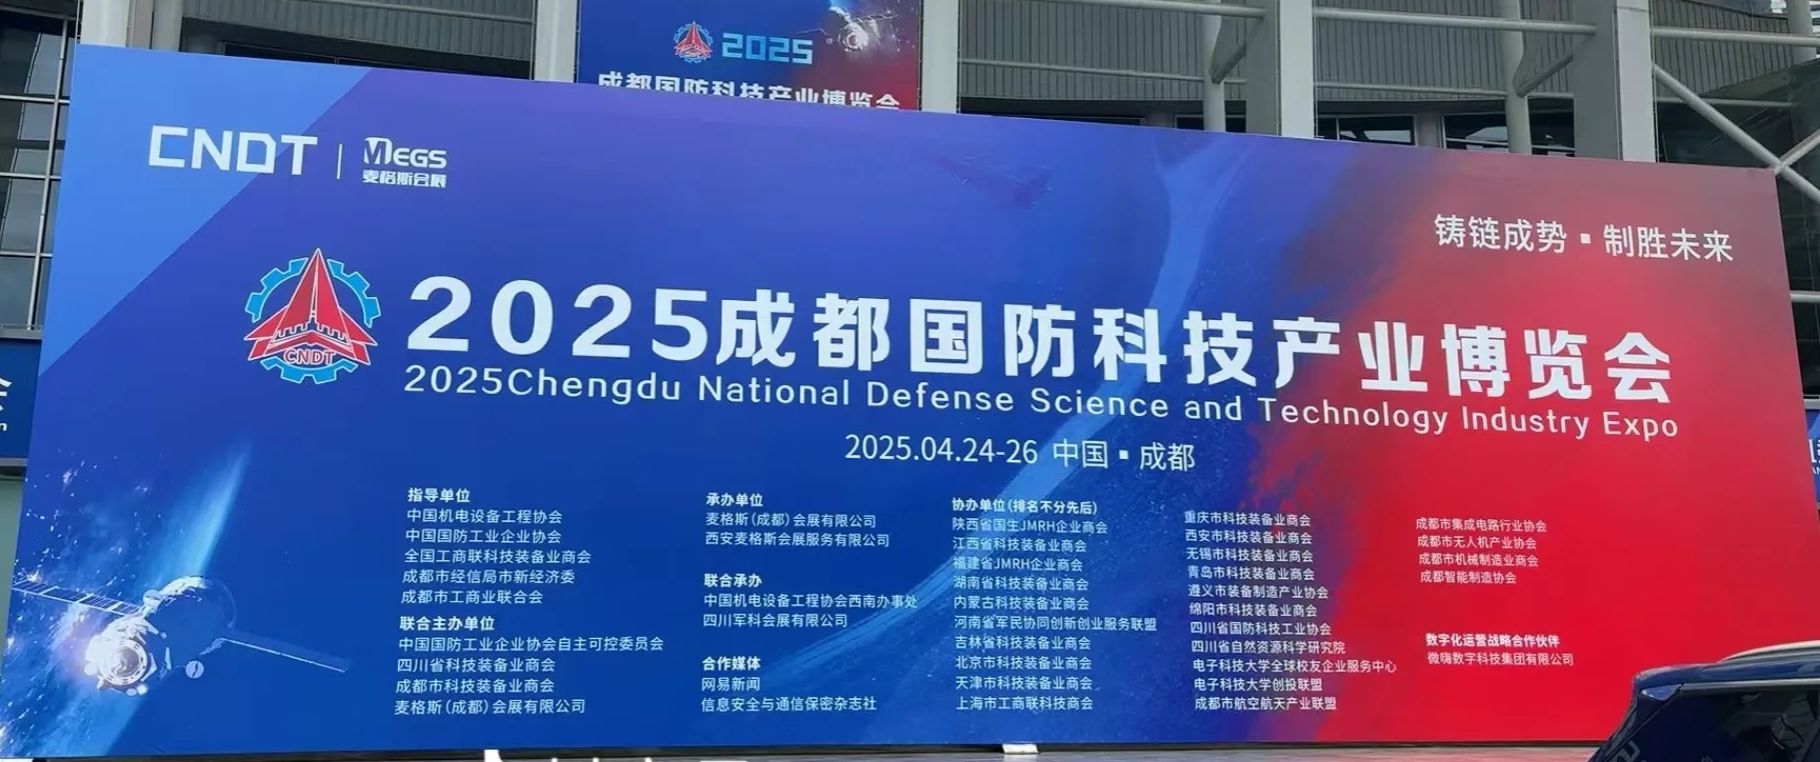 2025
成都国防科技产业博览会
CNDT
MEGS
麦格斯会展
铸链成势·制胜未来
CNDT
2025成都国防科技产业博览会
2025Chengdu National Defense Science and Technology Industry Expo
2025.04.24-26 中国·成都
指导单位
中国机电设备工程协会
中国国防工业企业协会
全国工商联科技装备业商会
成都市经信局市新经济委
成都市工商业联合会
联合主办单位
中国国防工业企业协会自主可控委员会
四川省科技装备业商会
成都市科技装备业商会
麦格斯(成都)会展有限公司
承办单位
麦格斯(成都)会展有限公司
西安麦格斯会展服务有限公司
联合承办
中国机电设备工程协会西南办事处
四川军科会展有限公司
合作媒体
网易新闻
信息安全与通信保密杂志社
协办单位(排名不分先后)
陕西省国生JMRH企业商会
江西省科技装备业商会
福建省JMRH企业商会
湖南省科技装备业商会
内蒙古科技装备业商会
河南省军民协同创新创业服务联盟
吉林省科技装备业商会
北京市科技装备业商会
天津市科技装备业商会
上海市工商联科技商会
重庆市科技装备业商会
西安市科技装备业商会
无锡市科技装备业商会
青岛市科技装备业商会
遵义市装备制造产业协会
绵阳市科技装备业商会
四川省国防科技工业协会
四川省自然资源科学研究院
电子科技大学全球校友企业服务中心
电子科技大学创投联盟
成都市航空航天产业联盟
成都市集成电路行业协会
成都市无人机产业协会
成都市机械制造业商会
成都智能制造协会
数字化运营战略合作伙伴
微嗨数字科技集团有限公司